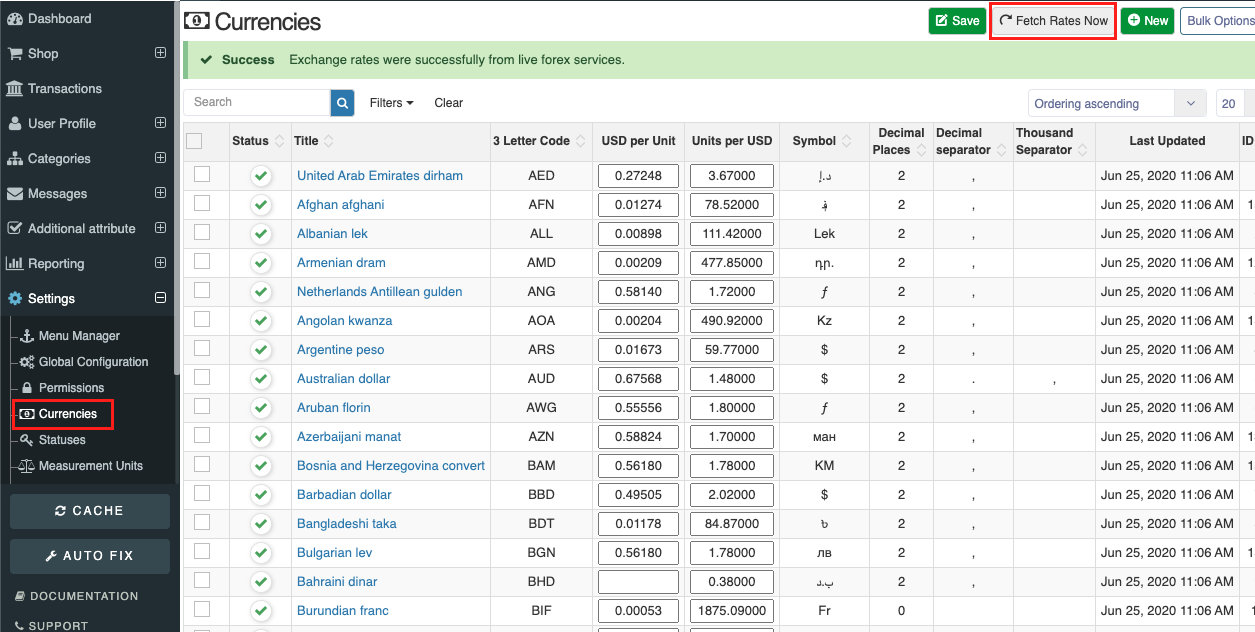 Dashboard
Shop
Transactions
User Profile
Categories
Messages
Additional attribute
Reporting
Settings
Menu Manager
Global Configuration
Permissions
Currencies
Statuses
Measurement Units
CACHE
AUTO FIX
DOCUMENTATION
SUPPORT
Currencies
Save Fetch Rates Now New Bulk Options
Success Exchange rates were successfully from live forex services.
Search Filters Clear Ordering ascending 20
Status Title 3 Letter Code USD per Unit Units per USD Symbol Decimal Places Decimal separator Thousand Separator Last Updated ID
United Arab Emirates dirham AED 0.27248 3.67000 د.إ 2 , Jun 25, 2020 11:06 AM
Afghan afghani AFN 0.01274 78.52000 ؋ 2 , Jun 25, 2020 11:06 AM
Albanian lek ALL 0.00898 111.42000 Lek 2 , Jun 25, 2020 11:06 AM
Armenian dram AMD 0.00209 477.85000 դր. 2 , Jun 25, 2020 11:06 AM
Netherlands Antillean gulden ANG 0.58140 1.72000 ƒ 2 , Jun 25, 2020 11:06 AM
Angolan kwanza AOA 0.00204 490.92000 Kz 2 , Jun 25, 2020 11:06 AM
Argentine peso ARS 0.01673 59.77000 $ 2 , Jun 25, 2020 11:06 AM
Australian dollar AUD 0.67568 1.48000 $ 2 . , Jun 25, 2020 11:06 AM
Aruban florin AWG 0.55556 1.80000 ƒ 2 , Jun 25, 2020 11:06 AM
Azerbaijani manat AZN 0.58824 1.70000 ман 2 , Jun 25, 2020 11:06 AM
Bosnia and Herzegovina convert BAM 0.56180 1.78000 KM 2 , Jun 25, 2020 11:06 AM
Barbadian dollar BBD 0.49505 2.02000 $ 2 , Jun 25, 2020 11:06 AM
Bangladeshi taka BDT 0.01178 84.87000 ৳ 2 , Jun 25, 2020 11:06 AM
Bulgarian lev BGN 0.56180 1.78000 лв 2 , Jun 25, 2020 11:06 AM
Bahraini dinar BHD 0.38000 ب.د 2 , Jun 25, 2020 11:06 AM
Burundian franc BIF 0.00053 1875.09000 Fr 0 Jun 25, 2020 11:06 AM